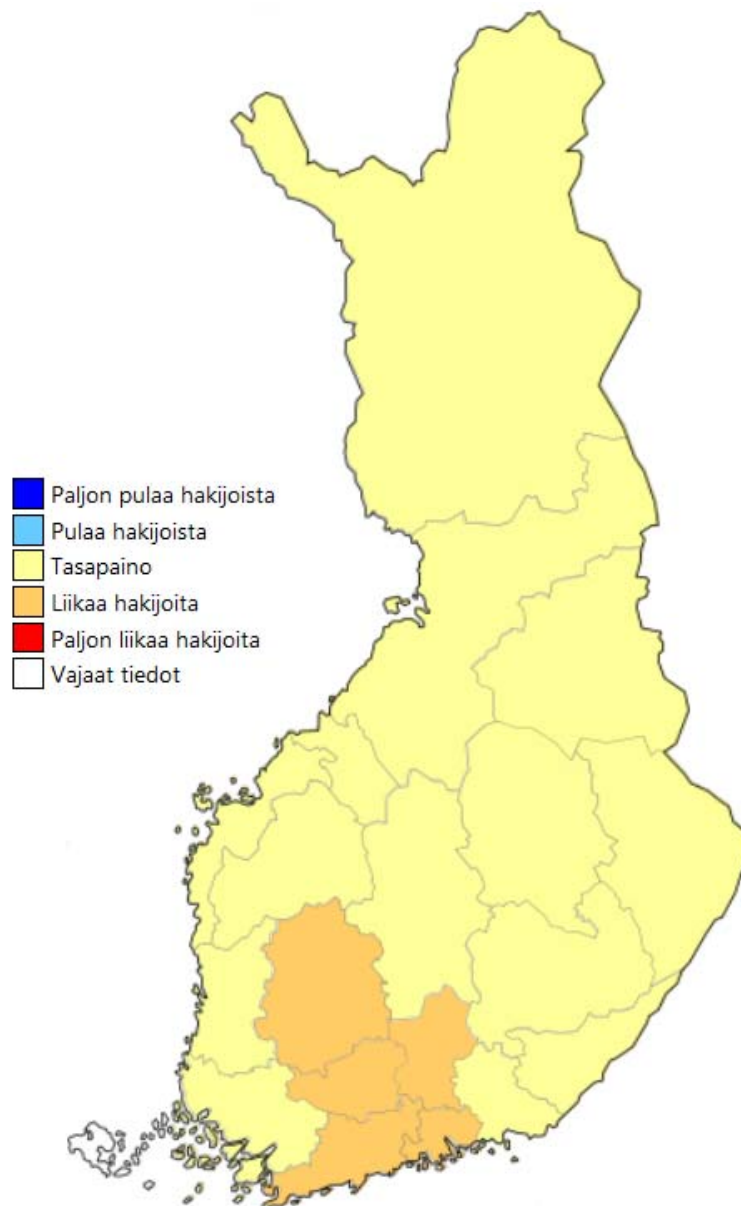 Paljon pulaa hakijoista
Pulaa hakijoista
Tasapaino
Liikaa hakijoita
Paljon liikaa hakijoita
Vajaat tiedot